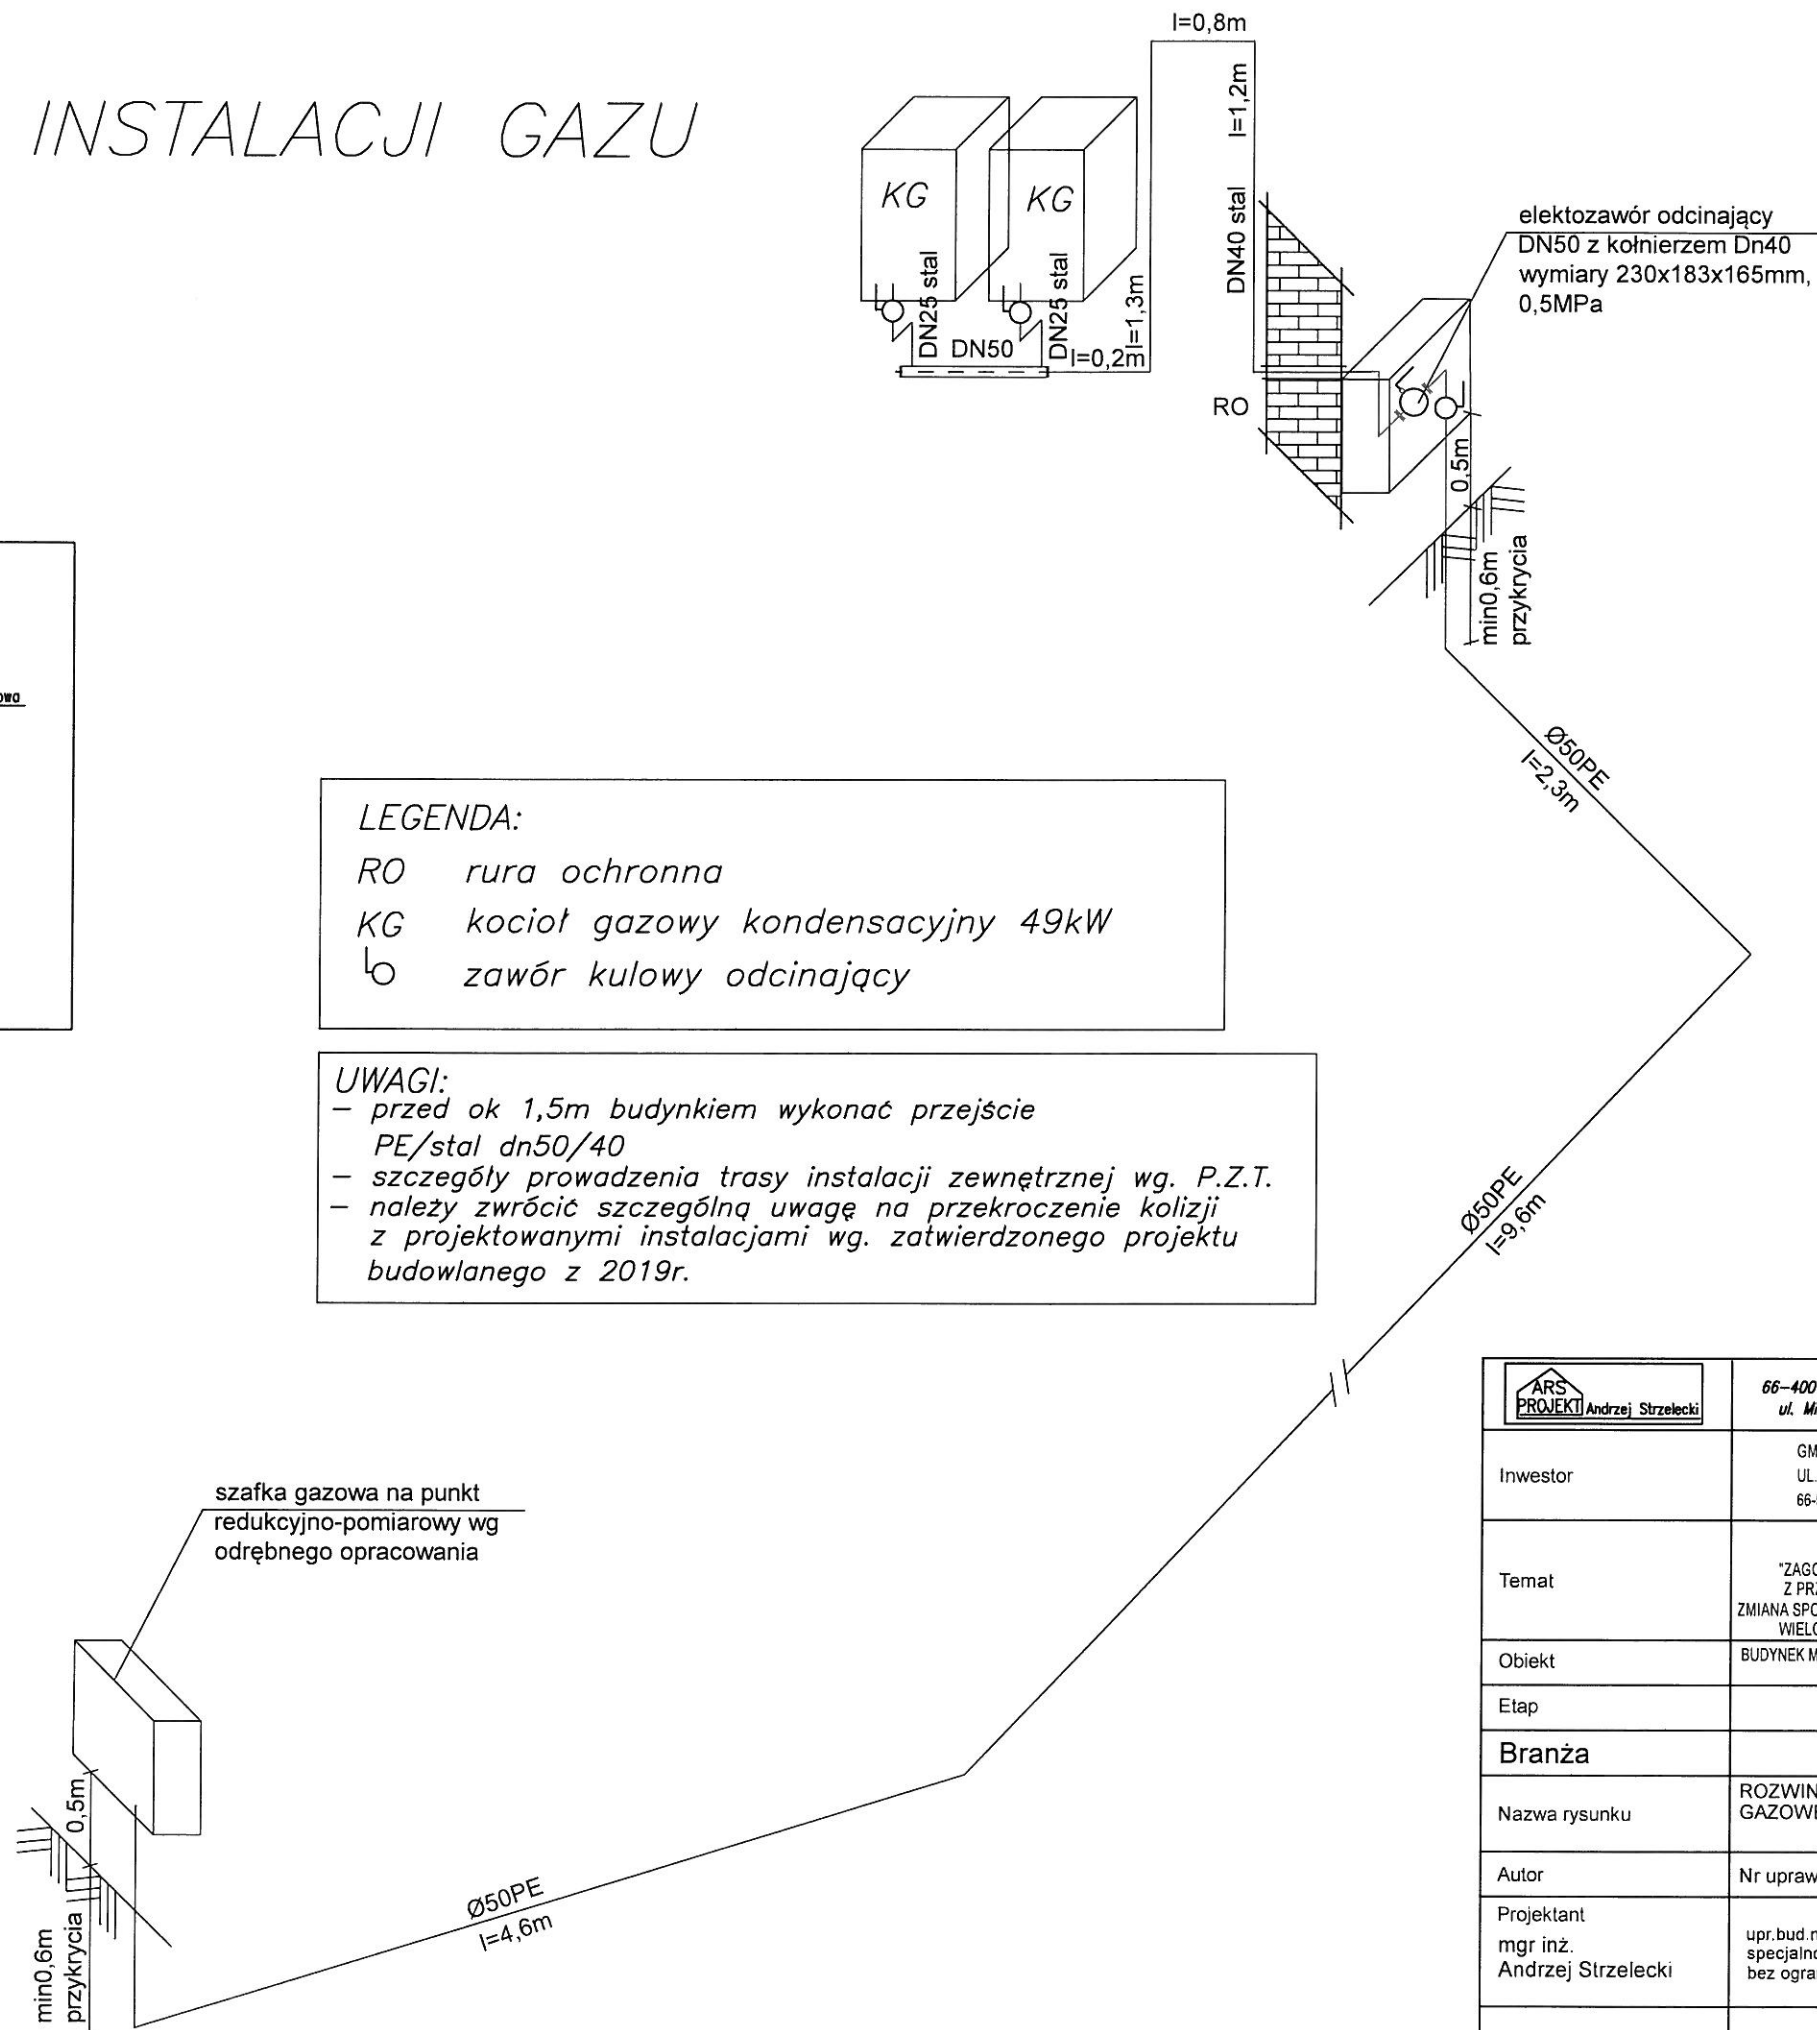 INSTALACJI GAZU
l=0,8m
l=1,2m
DN40 stal
KG
KG
DN25 stal
DN25 stal
DN50
l=0,2m
l=1,3m
RO
elektozawór odcinający
DN50 z kołnierzem Dn40
wymiary 230x183x165mm,
0,5MPa
0,5m
min0,6m
przykrycia
Ø50PE
l=2,3m
LEGENDA:
RO rura ochronna
KG kocioł gazowy kondensacyjny 49kW
zawór kulowy odcinający
UWAGI:
– przed ok 1,5m budynkiem wykonać przejście
PE/stal dn50/40
– szczegóły prowadzenia trasy instalacji zewnętrznej wg. P.Z.T.
– należy zwrócić szczególną uwagę na przekroczenie kolizji
z projektowanymi instalacjami wg. zatwierdzonego projektu
budowlanego z 2019r.
Ø50PE
l=9,6m
szafka gazowa na punkt
redukcyjno-pomiarowy wg
odrębnego opracowania
0,5m
min0,6m
przykrycia
Ø50PE
l=4,6m
ARS
PROJEKT Andrzej Strzelecki
66-400
ul.
Inwestor
UL.
66-
Temat
Z
ZMIANA
Obiekt
BUDYNEK
Etap
Branża
Nazwa rysunku
Autor
Nr
Projektant
mgr inż.
Andrzej Strzelecki
bez